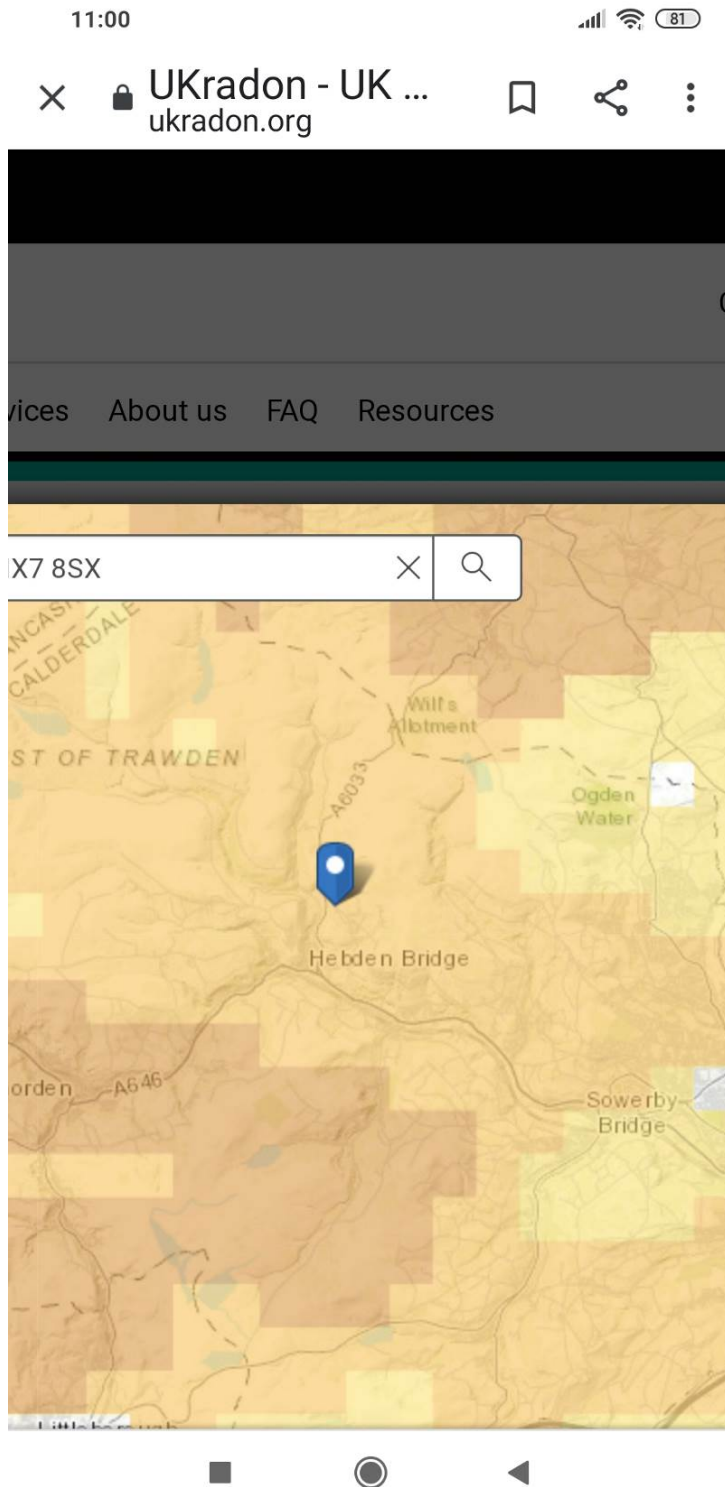 11:00
81
UKradon - UK ...
ukradon.org
vices About us FAQ Resources
X7 8SX
CALDERDALE
Wilf's
Allotment
ST OF TRAWDEN
A6033
Ogden
Water
Hebden Bridge
orden
A646
Sowerby
Bridge